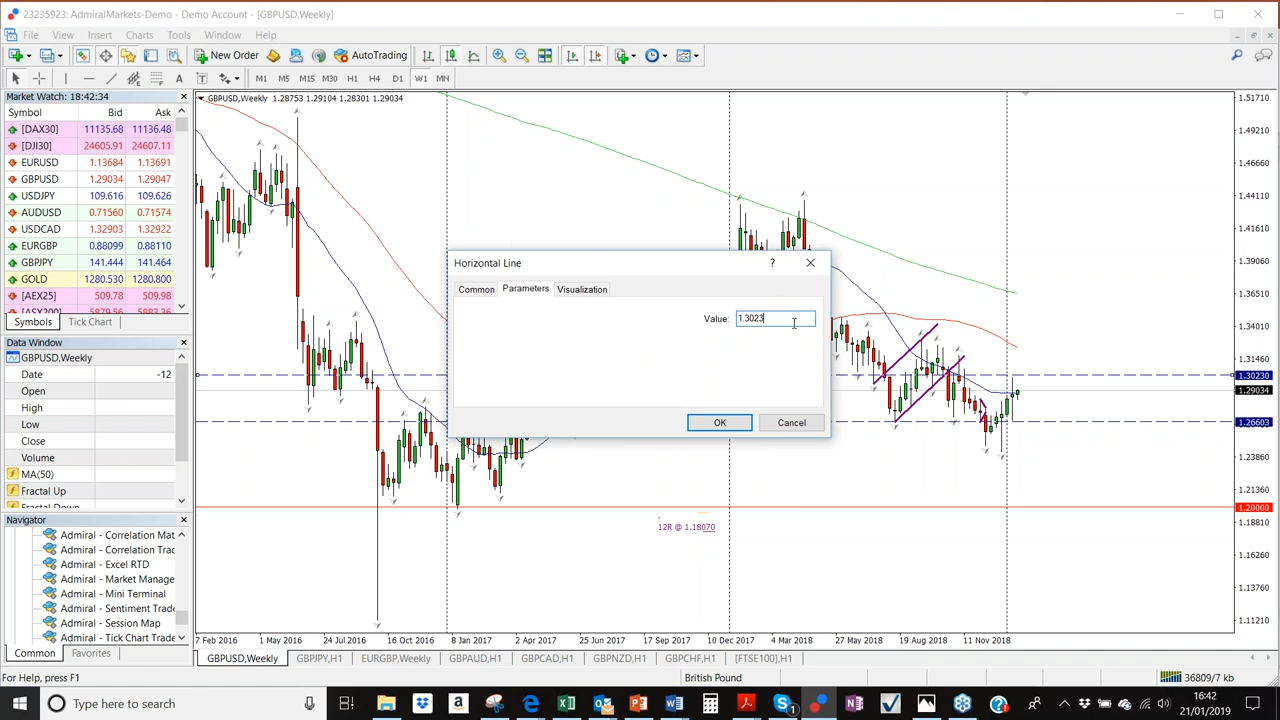 23235923: AdmiralMarkets-Demo - Demo Account - [GBPUSD,Weekly]
File View Insert Charts Tools Window Help
New Order AutoTrading
A T M1 M5 M15 M30 H1 H4 D1 W1 MN
Market Watch: 18:42:34
Symbol Bid Ask
[DAX30] 11135.68 11136.48
[DJI30] 24605.91 24607.11
EURUSD 1.13684 1.13691
GBPUSD 1.29034 1.29047
USDJPY 109.616 109.626
AUDUSD 0.71560 0.71574
USDCAD 1.32903 1.32922
EURGBP 0.88099 0.88110
GBPJPY 141.444 141.464
GOLD 1280.530 1280.800
[AEX25] 509.78 509.98
[ASX200] 5879.56 5883.36
Symbols Tick Chart
Data Window
GBPUSD,Weekly
Date -12
Open
High
Low
Close
Volume
MA(50)
Fractal Up
Fractal Down
Navigator
Admiral - Correlation Mat
Admiral - Correlation Trac
Admiral - Excel RTD
Admiral - Market Manage
Admiral - Mini Terminal
Admiral - Sentiment Trade
Admiral - Session Map
Admiral - Tick Chart Trade
Common Favorites
GBPUSD,Weekly 1.28753 1.29104 1.28301 1.29034
1.51710
1.49210
1.46660
1.44110
1.41610
1.39060
1.36510
1.34010
1.31460
1.30230
1.29034
1.26603
1.23860
1.21360
1.20000
1.18810
1.16260
1.13760
1.11210
Horizontal Line ?
Common Parameters Visualization
Value: 1.3023
OK Cancel
12R @ 1.18070
7 Feb 2016 1 May 2016 24 Jul 2016 16 Oct 2016 8 Jan 2017 2 Apr 2017 25 Jun 2017 17 Sep 2017 10 Dec 2017 4 Mar 2018 27 May 2018 19 Aug 2018 11 Nov 2018
GBPUSD,Weekly GBPJPY,H1 EURGBP,Weekly GBPAUD,H1 GBPCAD,H1 GBPNZD,H1 GBPCHF,H1 [FTSE100],H1
For Help, press F1 British Pound 36809/7 kb
Type here to search
16:42
21/01/2019